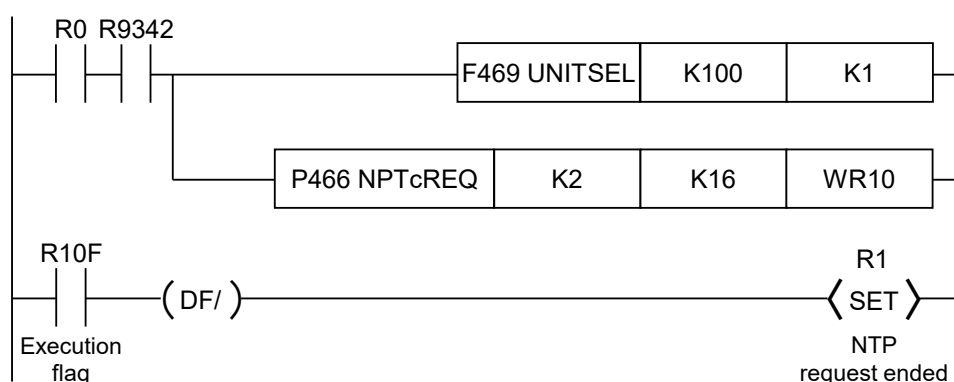 R0 R9342
F469 UNITSEL K100 K1
P466 NPTcREQ K2 K16 WR10
R10F R1
DF/ SET
Execution NTP
flag request ended